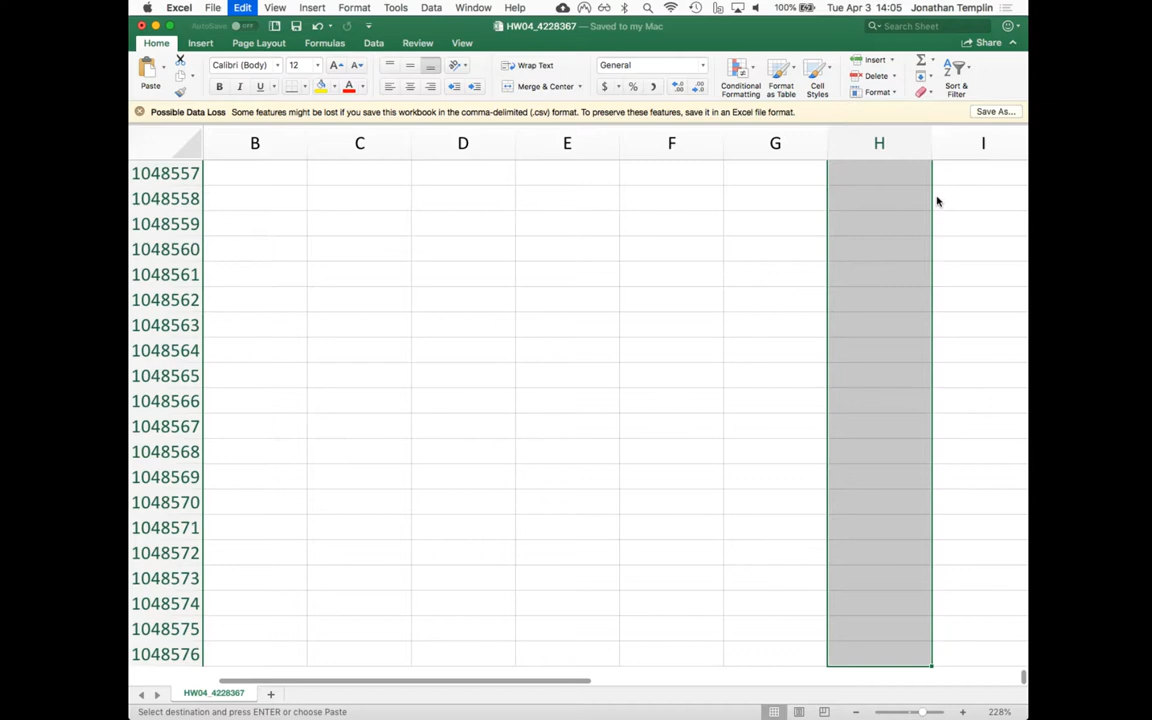 Excel File Edit View Insert Format Tools Data Window Help 100% Tue Apr 3 14:05 Jonathan Templin
AutoSave OFF HW04_4228367 — Saved to my Mac Search Sheet
Home Insert Page Layout Formulas Data Review View Share
Paste Calibri (Body) 12 A A Wrap Text General Insert
B I U A Merge & Center $ % Conditional Formatting Format as Table Cell Styles Delete Format Sort & Filter
Possible Data Loss Some features might be lost if you save this workbook in the comma-delimited (.csv) format. To preserve these features, save it in an Excel file format. Save As...
B C D E F G H I
1048557
1048558
1048559
1048560
1048561
1048562
1048563
1048564
1048565
1048566
1048567
1048568
1048569
1048570
1048571
1048572
1048573
1048574
1048575
1048576
HW04_4228367 +
Select destination and press ENTER or choose Paste 228%